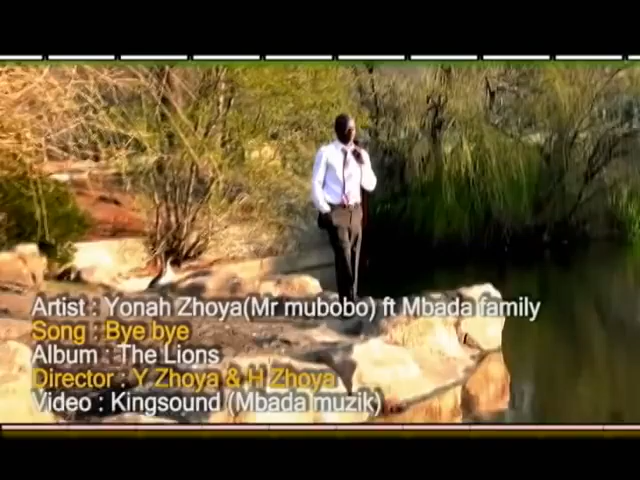 Artist : Yonah Zhoya(Mr mubobo) ft Mbada family
Song : Bye bye
Album : The Lions
Director : Y Zhoya & H Zhoya
Video : Kingsound (Mbada muzik)